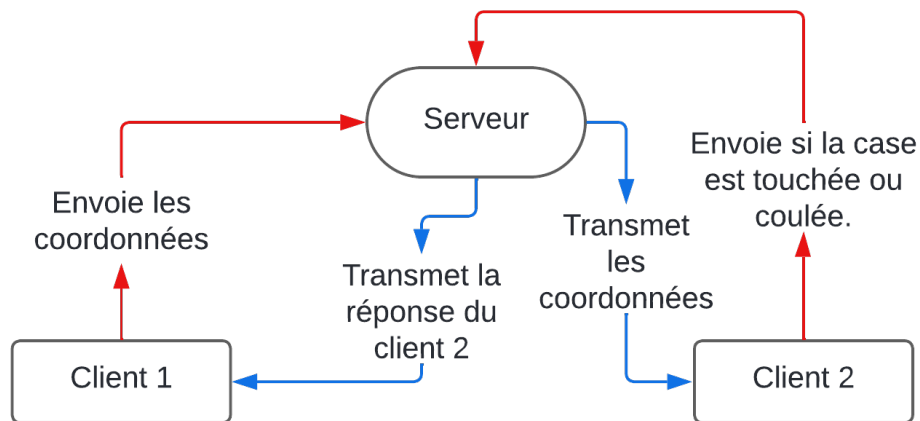 Serveur
Envoie si la case
est touchée ou
coulée.
Envoie les
coordonnées
Transmet
les
coordonnées
Transmet la
réponse du
client 2
Client 1
Client 2